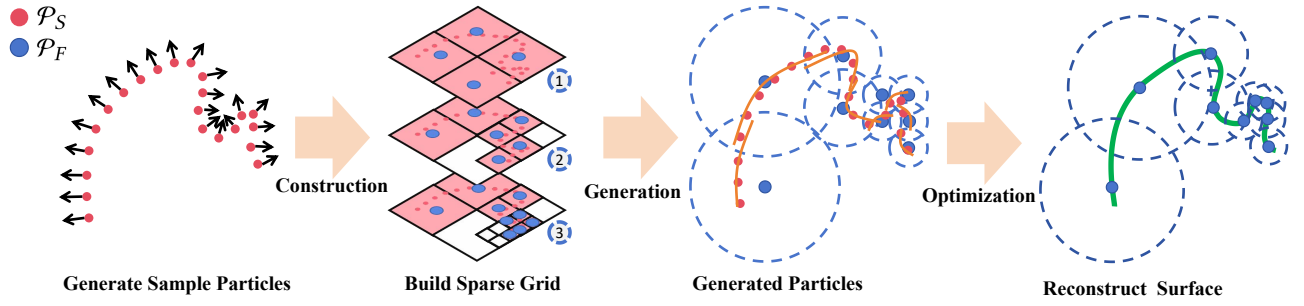 𝒫_S
𝒫_F
1
2
3
Construction
Generation
Optimization
Generate Sample Particles
Build Sparse Grid
Generated Particles
Reconstruct Surface